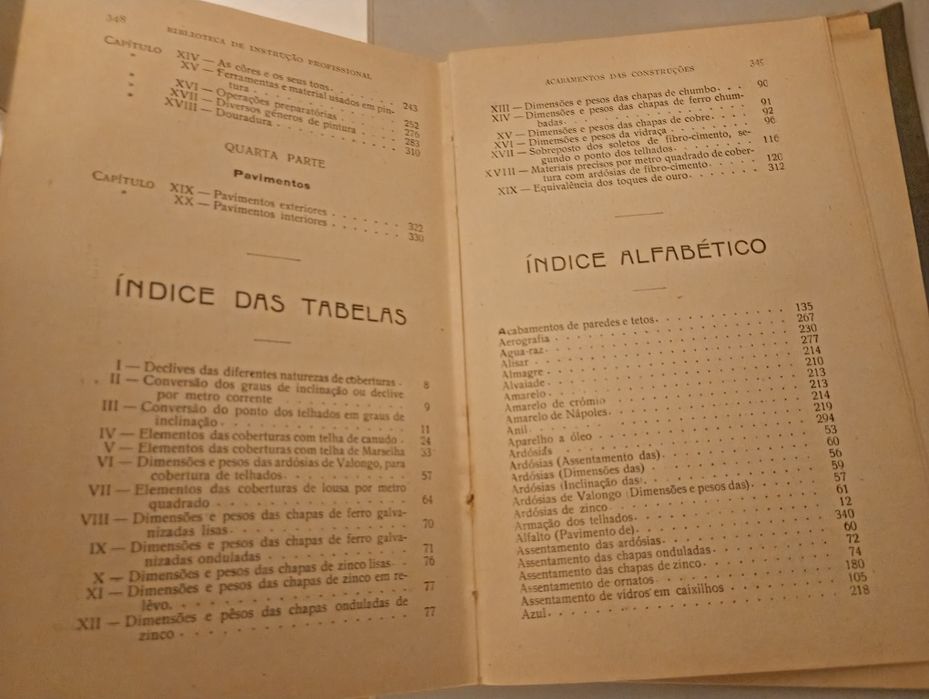 348
BIBLIOTECA DE INSTRUÇÃO PROFISSIONAL
CAPÍTULO XIV — As côres e os seus tons. . . . . . . . 243
" XV — Ferramentas e material usados em pin-
tura . . . . . . . . . . . . . 252
" XVI — Operações preparatórias . . . . . . . 276
" XVII — Diversos géneros de pintura . . . . . 283
" XVIII — Douradura . . . . . . . . . . . 310
QUARTA PARTE
Pavimentos
CAPÍTULO XIX — Pavimentos exteriores . . . . . . . 322
" XX — Pavimentos interiores . . . . . . . 330
ÍNDICE DAS TABELAS
I — Declives das diferentes naturezas de coberturas . 8
II — Conversão dos graus de inclinação ou declive
por metro corrente . . . . . . . . . . 9
III — Conversão do ponto dos telhados em graus de
inclinação . . . . . . . . . . . . . 11
IV — Elementos das coberturas com telha de canudo . 24
V — Elementos das coberturas com telha de Marselha 33
VI — Dimensões e pesos das ardósias de Valongo, para
cobertura de telhados. . . . . . . . . . 57
VII — Elementos das coberturas de lousa por metro
quadrado . . . . . . . . . . . . . 64
VIII — Dimensões e pesos das chapas de ferro galva-
nizadas lisas. . . . . . . . . . . . . 70
IX — Dimensões e pesos das chapas de ferro galva-
nizadas onduladas . . . . . . . . . . 71
X — Dimensões e pesos das chapas de zinco lisas . . 76
XI — Dimensões e pesos das chapas de zinco em re-
lêvo. . . . . . . . . . . . . . . 77
XII — Dimensões e pêsos das chapas onduladas de
zinco . . . . . . . . . . . . . . . 77
ACABAMENTOS DAS CONSTRUÇÕES
349
XIII — Dimensões e pesos das chapas de chumbo. . . 90
XIV — Dimensões e pesos das chapas de ferro chum-
badas. . . . . . . . . . . . . . 91
XV — Dimensões e pesos das chapas de cobre. . . . 92
XVI — Dimensões e pesos da vidraça. . . . . . . 96
XVII — Sobreposto dos soletos de fibro-cimento, se-
gundo o ponto dos telhados. . . . . . . . 116
XVIII — Materiais precisos por metro quadrado de cober-
tura com ardósias de fibro-cimento. . . . . 120
XIX — Equivalência dos toques de ouro. . . . . . . 312
ÍNDICE ALFABÉTICO
Acabamentos de paredes e tetos. . . . . . . . . . 135
Aerografia . . . . . . . . . . . . . . . 267
Agua-raz. . . . . . . . . . . . . . . . 230
Alisar . . . . . . . . . . . . . . . . 277
Almagre . . . . . . . . . . . . . . . . 214
Alvaiade. . . . . . . . . . . . . . . . 210
Amarelo . . . . . . . . . . . . . . . . 213
Amarelo de crómio . . . . . . . . . . . . 213
Amarelo de Nápoles. . . . . . . . . . . . 214
Anil . . . . . . . . . . . . . . . . . 219
Aparelho a óleo . . . . . . . . . . . . . 294
Ardósias . . . . . . . . . . . . . . . . 53
Ardósias (Assentamento das) . . . . . . . . . 60
Ardósias (Dimensões das) . . . . . . . . . . 56
Ardósias (Inclinação das) . . . . . . . . . . 59
Ardósias de Valongo (Dimensões e pesos das) . . . . 57
Ardósias de zinco . . . . . . . . . . . . 61
Armação dos telhados. . . . . . . . . . . . 12
Alfalto (Pavimento de) . . . . . . . . . . . 340
Assentamento das ardósias. . . . . . . . . . 60
Assentamento das chapas onduladas . . . . . . . 72
Assentamento das chapas de zinco. . . . . . . . 74
Assentamento de ornatos . . . . . . . . . . 180
Assentamento de vidros em caixilhos . . . . . . . 105
Azul. . . . . . . . . . . . . . . . . 218